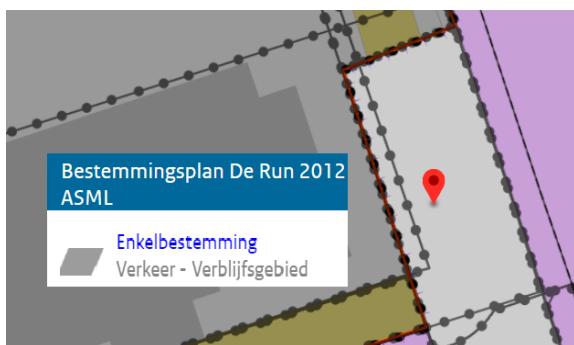 Bestemmingsplan De Run 2012
ASML
Enkelbestemming
Verkeer - Verblijfsgebied